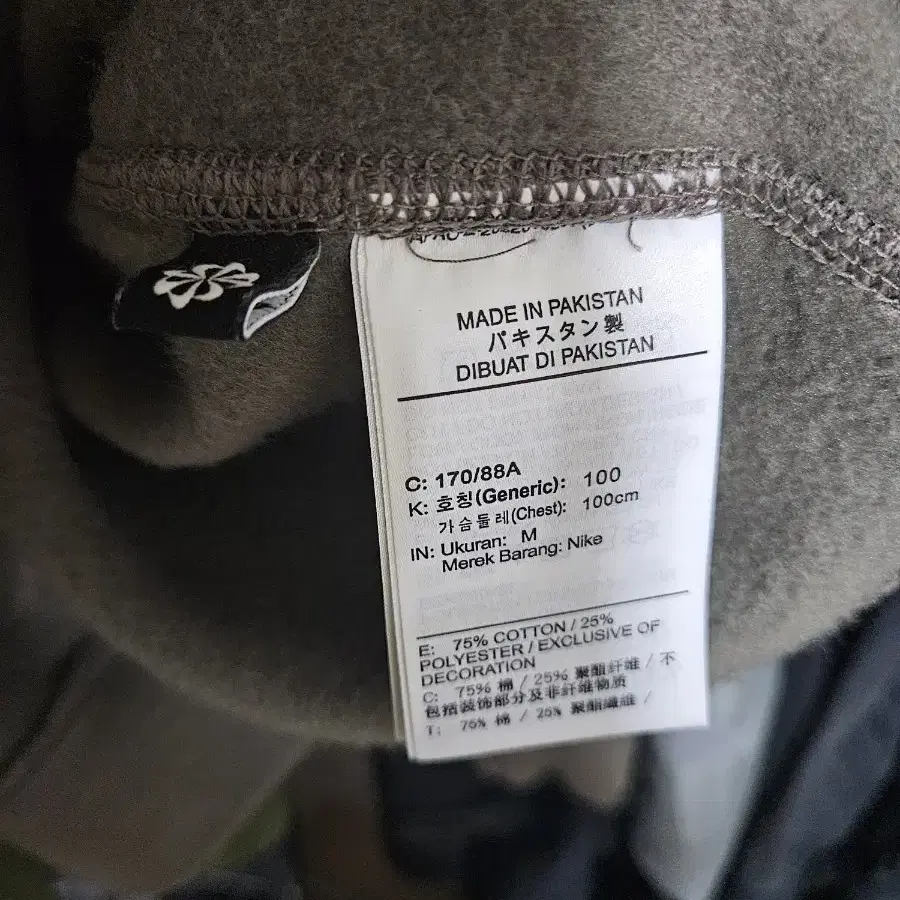 MADE IN PAKISTAN
パキスタン製
DIBUAT DI PAKISTAN
C: 170/88A
K: 호칭(Generic): 100
가슴둘레(Chest): 100cm
IN: Ukuran: M
Merek Barang: Nike
E: 75% COTTON / 25%
POLYESTER / EXCLUSIVE OF
DECORATION
C: 75% 棉 / 25% 聚酯纤维 / 不
包括装饰部分及非纤维物质
T: 75% 棉 / 25% 聚酯纖維 /